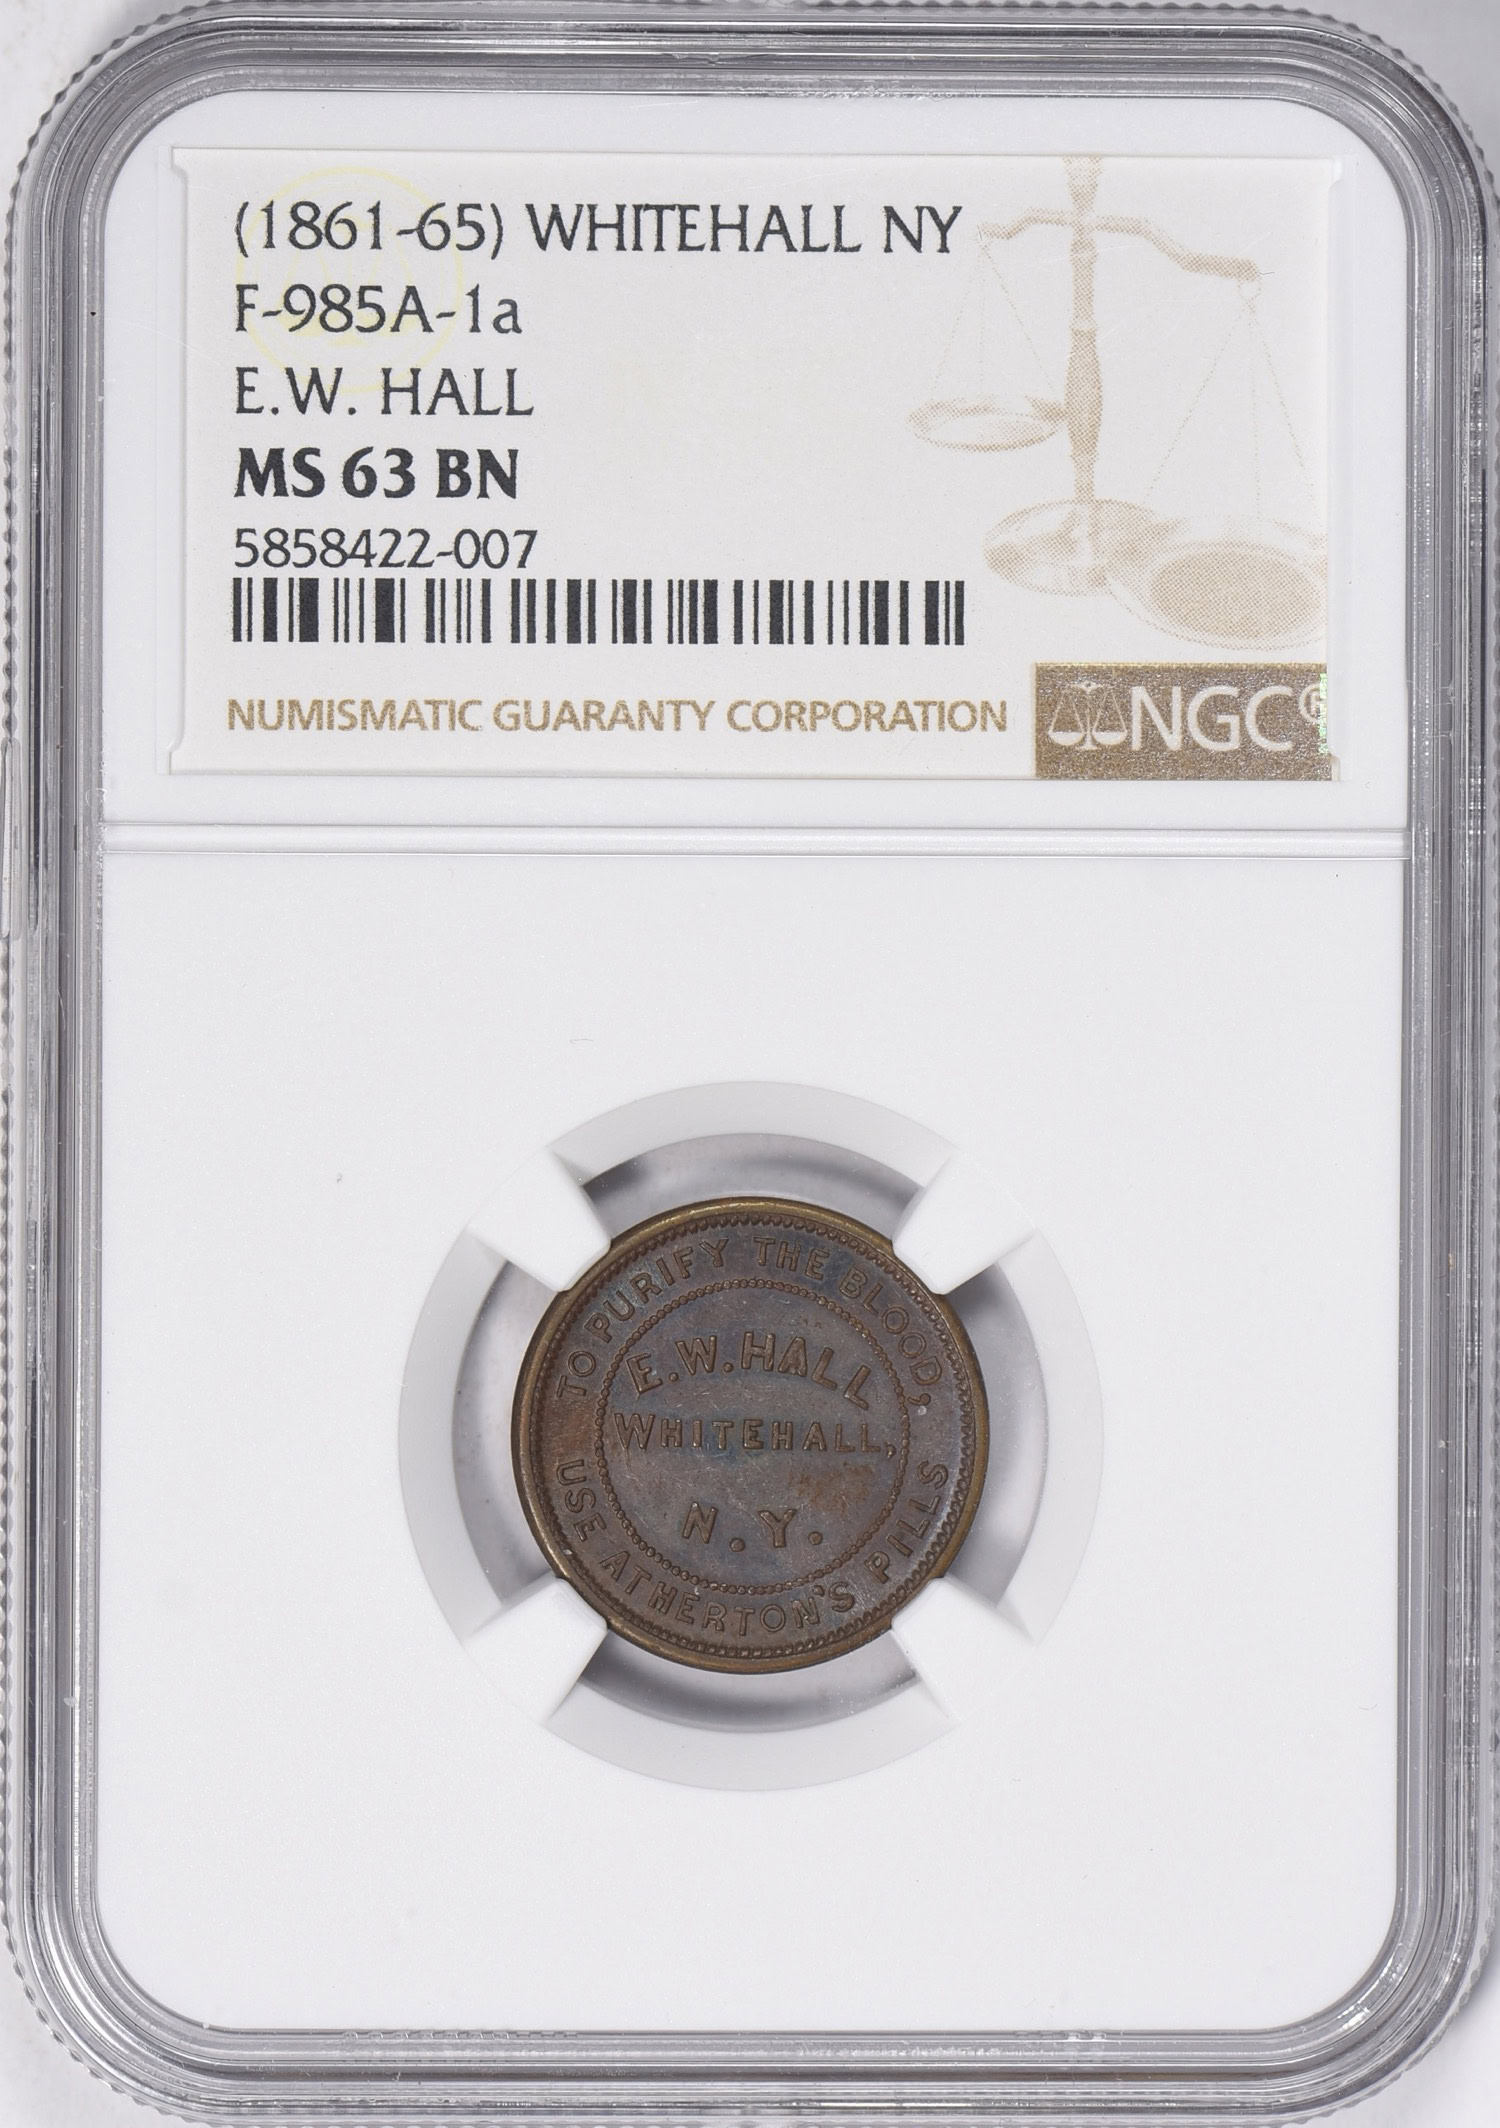 (1861-65) WHITEHALL NY
F-985A-1a
E.W. HALL
MS 63 BN
5858422-007
NUMISMATIC GUARANTY CORPORATION
NGC®
TO PURIFY THE BLOOD,
E.W. HALL
WHITEHALL,
N.Y.
USE ATHERTON'S PILLS